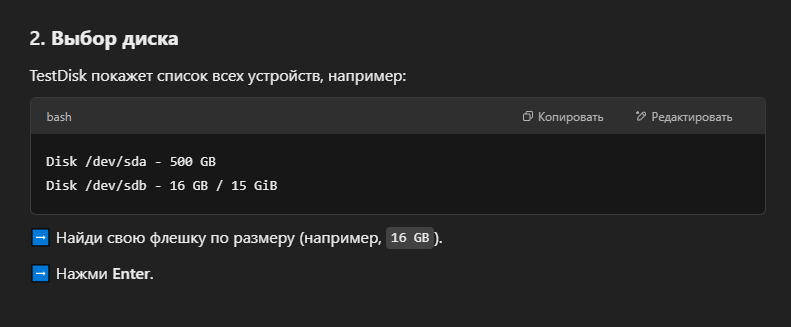 2. Выбор диска
TestDisk покажет список всех устройств, например:
bash
Копировать
Редактировать
Disk /dev/sda - 500 GB
Disk /dev/sdb - 16 GB / 15 GiB
➡️ Найди свою флешку по размеру (например, 16 GB).
➡️ Нажми Enter.